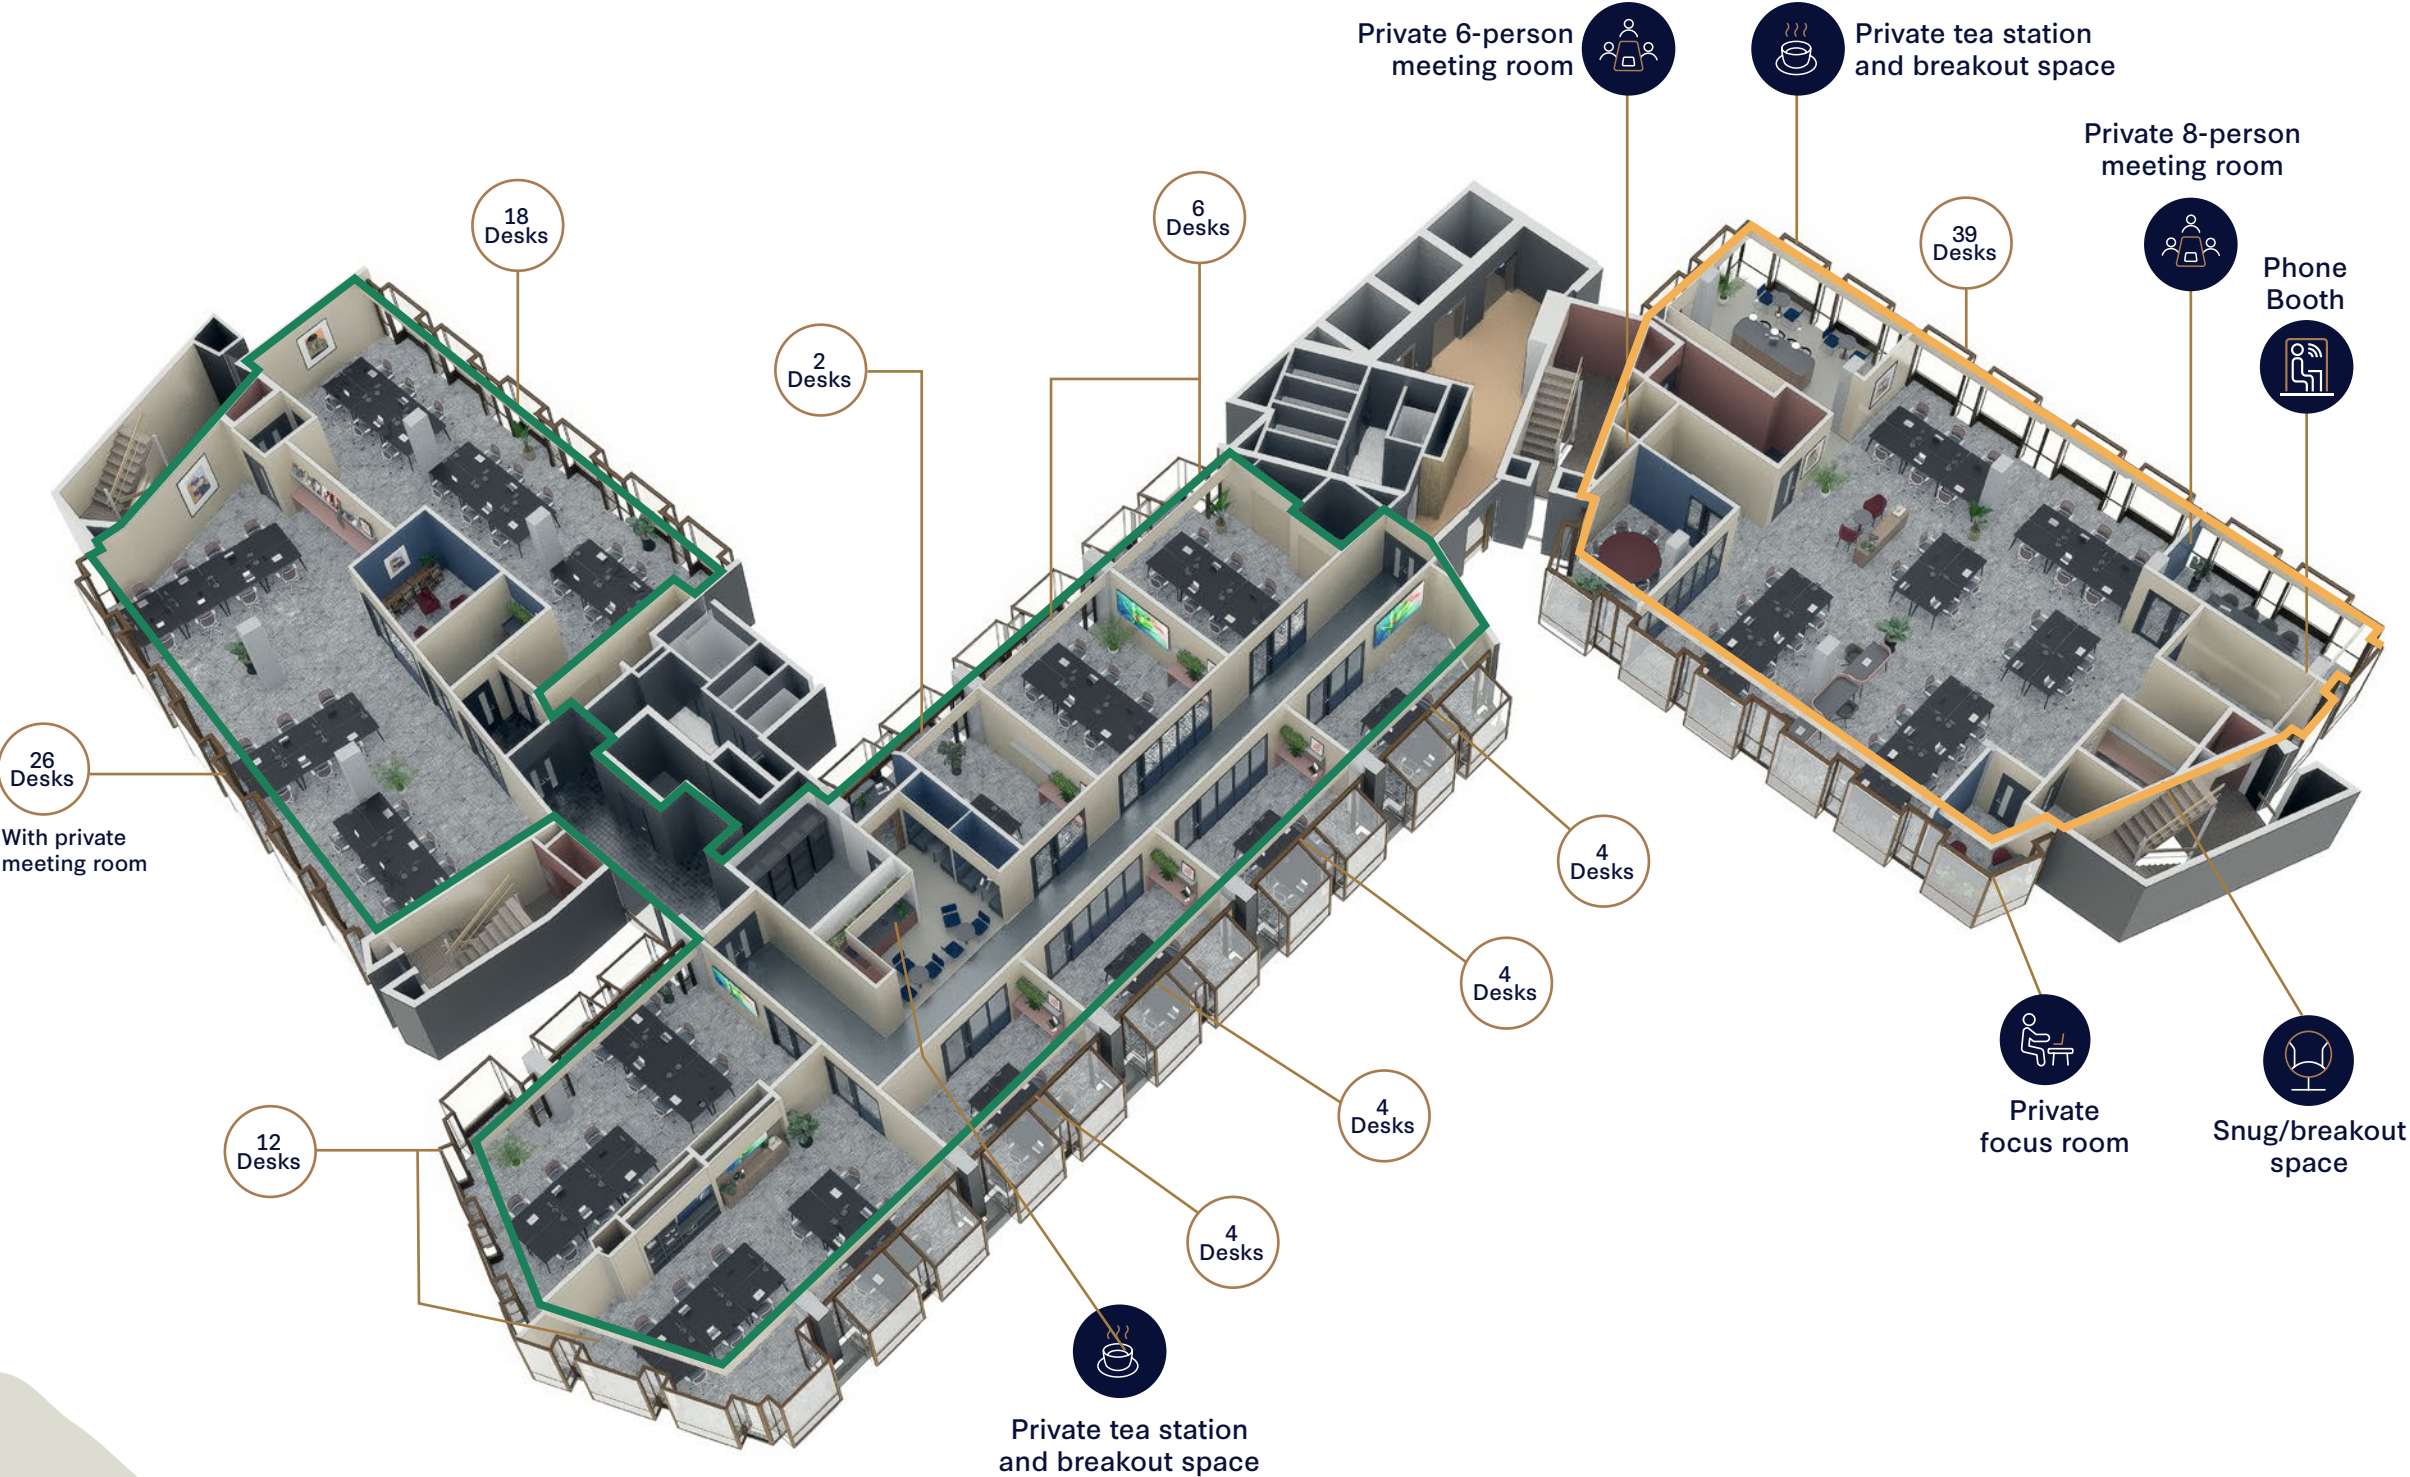 Private 6-person
meeting room
Private tea station
and breakout space
Private 8-person
meeting room
18
Desks
6
Desks
39
Desks
Phone
Booth
2
Desks
26
Desks
With private
meeting room
4
Desks
4
Desks
4
Desks
4
Desks
12
Desks
Private
focus room
Snug/breakout
space
Private tea station
and breakout space